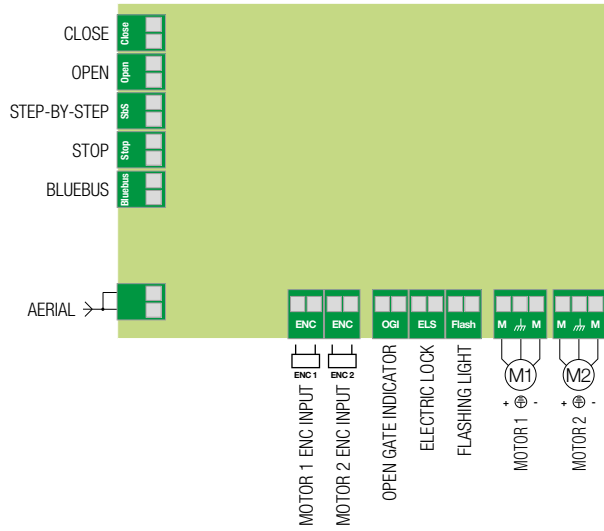 CLOSE
Close
OPEN
Open
STEP-BY-STEP
SbS
STOP
Stop
BLUEBUS
Bluebus
AERIAL
ENC
ENC
OGI
ELS
Flash
M M
M M
ENC 1
ENC 2
M1
M2
+ -
+ -
MOTOR 1 ENC INPUT
MOTOR 2 ENC INPUT
OPEN GATE INDICATOR
ELECTRIC LOCK
FLASHING LIGHT
MOTOR 1
MOTOR 2